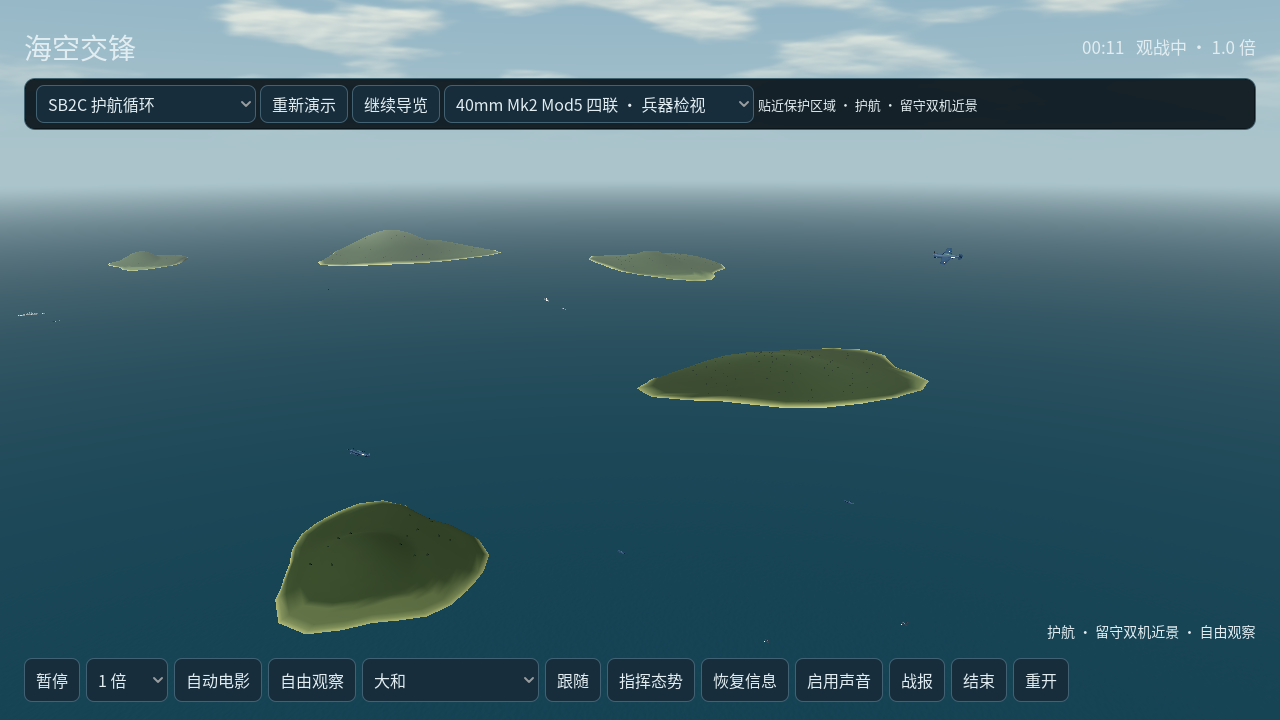 海空交锋
00:11 观战中 · 1.0 倍
SB2C 护航循环 重新演示 继续导览 40mm Mk2 Mod5 四联 · 兵器检视 贴近保护区域 · 护航 · 留守双机近景
护航 · 留守双机近景 · 自由观察
暂停 1 倍 自动电影 自由观察 大和 跟随 指挥态势 恢复信息 启用声音 战报 结束 重开